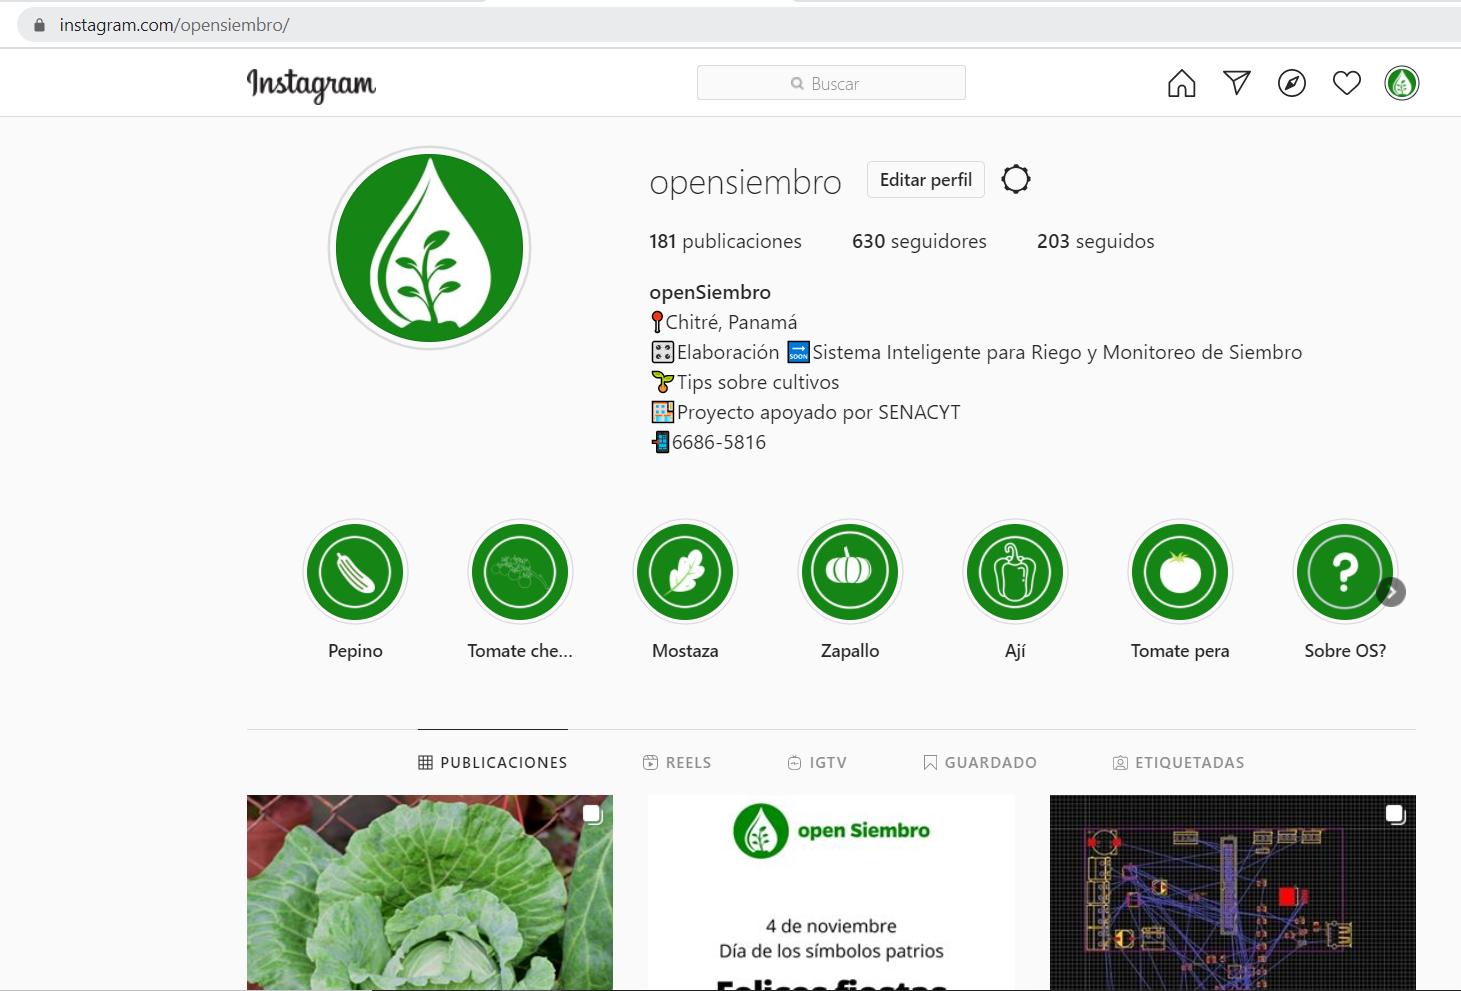 instagram.com/opensiembro/
Instagram
Buscar
opensiembro
Editar perfil
181 publicaciones
630 seguidores
203 seguidos
openSiembro
Chitré, Panamá
Elaboración SOON Sistema Inteligente para Riego y Monitoreo de Siembro
Tips sobre cultivos
Proyecto apoyado por SENACYT
6686-5816
Pepino
Tomate che...
Mostaza
Zapallo
Ají
Tomate pera
?
Sobre OS?
PUBLICACIONES
REELS
IGTV
GUARDADO
ETIQUETADAS
open Siembro
4 de noviembre
Día de los símbolos patrios
Felices fiestas